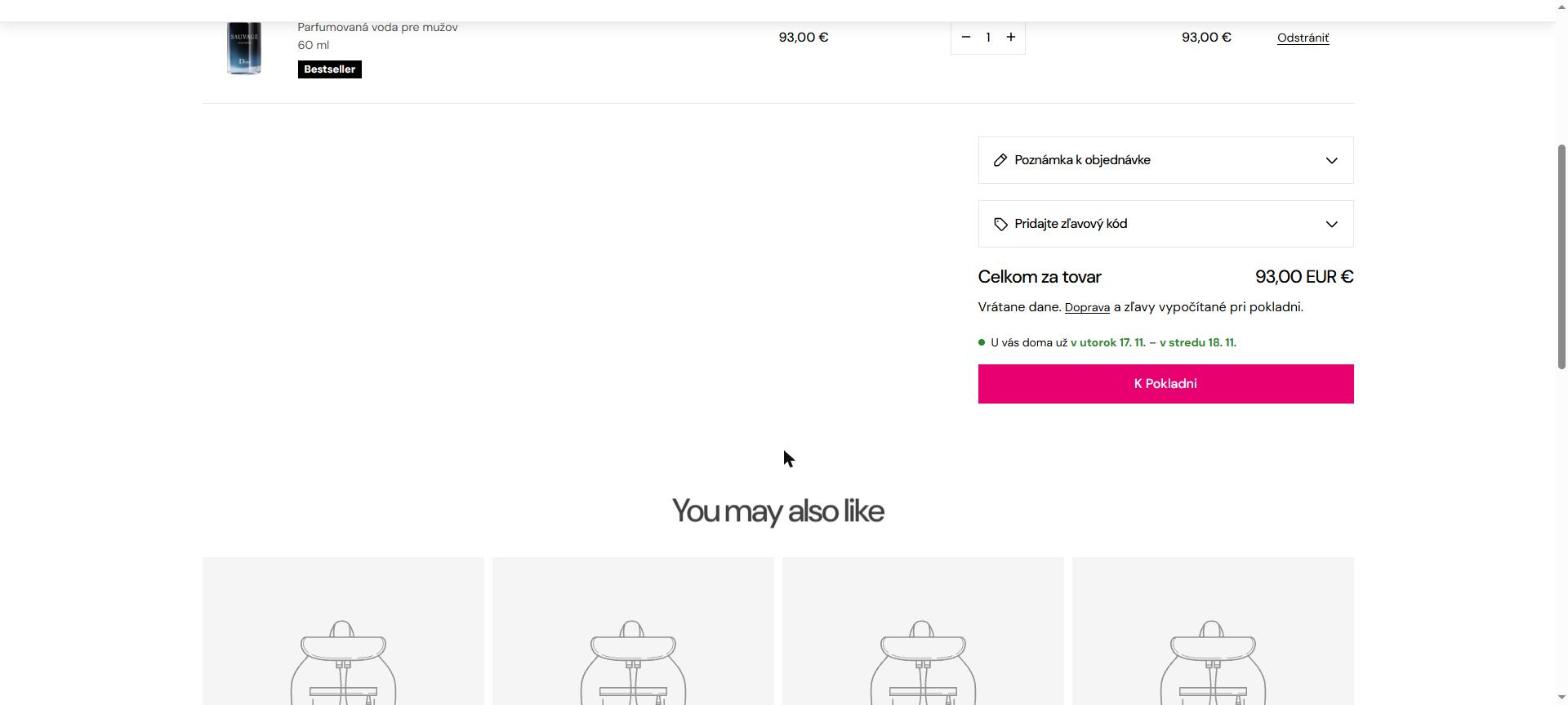 SAUVAGE
Dior
Parfumovaná voda pre mužov
60 ml
Bestseller
93,00 €
− 1 +
93,00 €
Odstrániť
Poznámka k objednávke
Pridajte zľavový kód
Celkom za tovar 93,00 EUR €
Vrátane dane. Doprava a zľavy vypočítané pri pokladni.
U vás doma už v utorok 17. 11. – v stredu 18. 11.
K Pokladni
You may also like